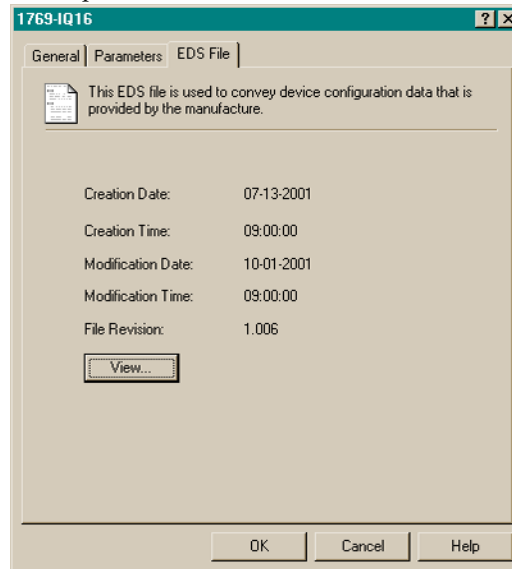 1769-IQ16
General Parameters EDS File
This EDS file is used to convey device configuration data that is
provided by the manufacture.
Creation Date: 07-13-2001
Creation Time: 09:00:00
Modification Date: 10-01-2001
Modification Time: 09:00:00
File Revision: 1.006
View...
OK Cancel Help